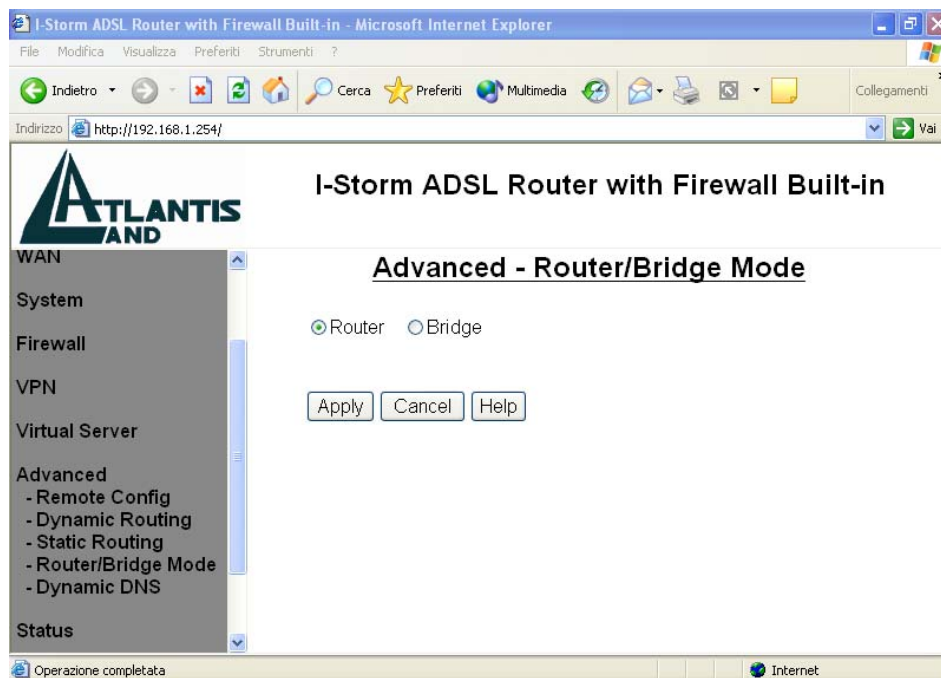 I-Storm ADSL Router with Firewall Built-in - Microsoft Internet Explorer
File Modifica Visualizza Preferiti Strumenti ?
Indietro Cerca Preferiti Multimedia Collegamenti
Indirizzo http://192.168.1.254/ Vai
ATLANTIS
LAND
I-Storm ADSL Router with Firewall Built-in
WAN
System
Firewall
VPN
Virtual Server
Advanced
- Remote Config
- Dynamic Routing
- Static Routing
- Router/Bridge Mode
- Dynamic DNS
Status
Advanced - Router/Bridge Mode
Router Bridge
Apply Cancel Help
Operazione completata Internet